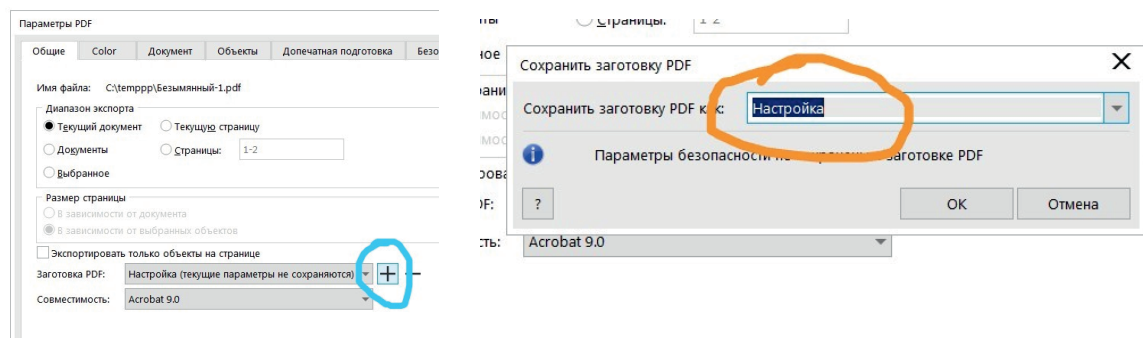 Параметры PDF
Общие Color Документ Объекты Допечатная подготовка Безо
Имя файла: C:\temppp\Безымянный-1.pdf
Диапазон экспорта
Текущий документ Текущую страницу
Документы Страницы: 1-2
Выбранное
Размер страницы
В зависимости от документа
В зависимости от выбранных объектов
Экспортировать только объекты на странице
Заготовка PDF: Настройка (текущие параметры не сохраняются)
Совместимость: Acrobat 9.0
Страницы: 1-2
Сохранить заготовку PDF
Сохранить заготовку PDF как: Настройка
Параметры безопасности заготовке PDF
? OK Отмена
Acrobat 9.0